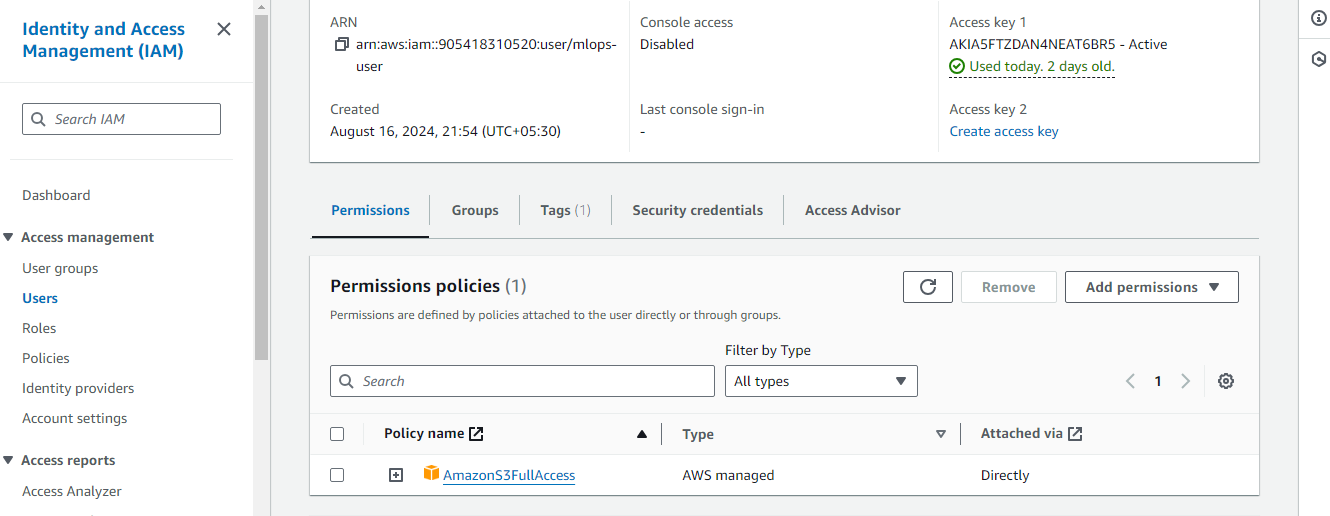 Identity and Access
Management (IAM)
Search IAM
Dashboard
Access management
User groups
Users
Roles
Policies
Identity providers
Account settings
Access reports
Access Analyzer
ARN
arn:aws:iam::905418310520:user/mlops-
user
Console access
Disabled
Access key 1
AKIA5FTZDAN4NEAT6BR5 - Active
Used today. 2 days old.
Created
August 16, 2024, 21:54 (UTC+05:30)
Last console sign-in
-
Access key 2
Create access key
Permissions
Groups
Tags (1)
Security credentials
Access Advisor
Permissions policies (1)
Remove
Add permissions
Permissions are defined by policies attached to the user directly or through groups.
Filter by Type
Search
All types
1
Policy name
Type
Attached via
AmazonS3FullAccess
AWS managed
Directly